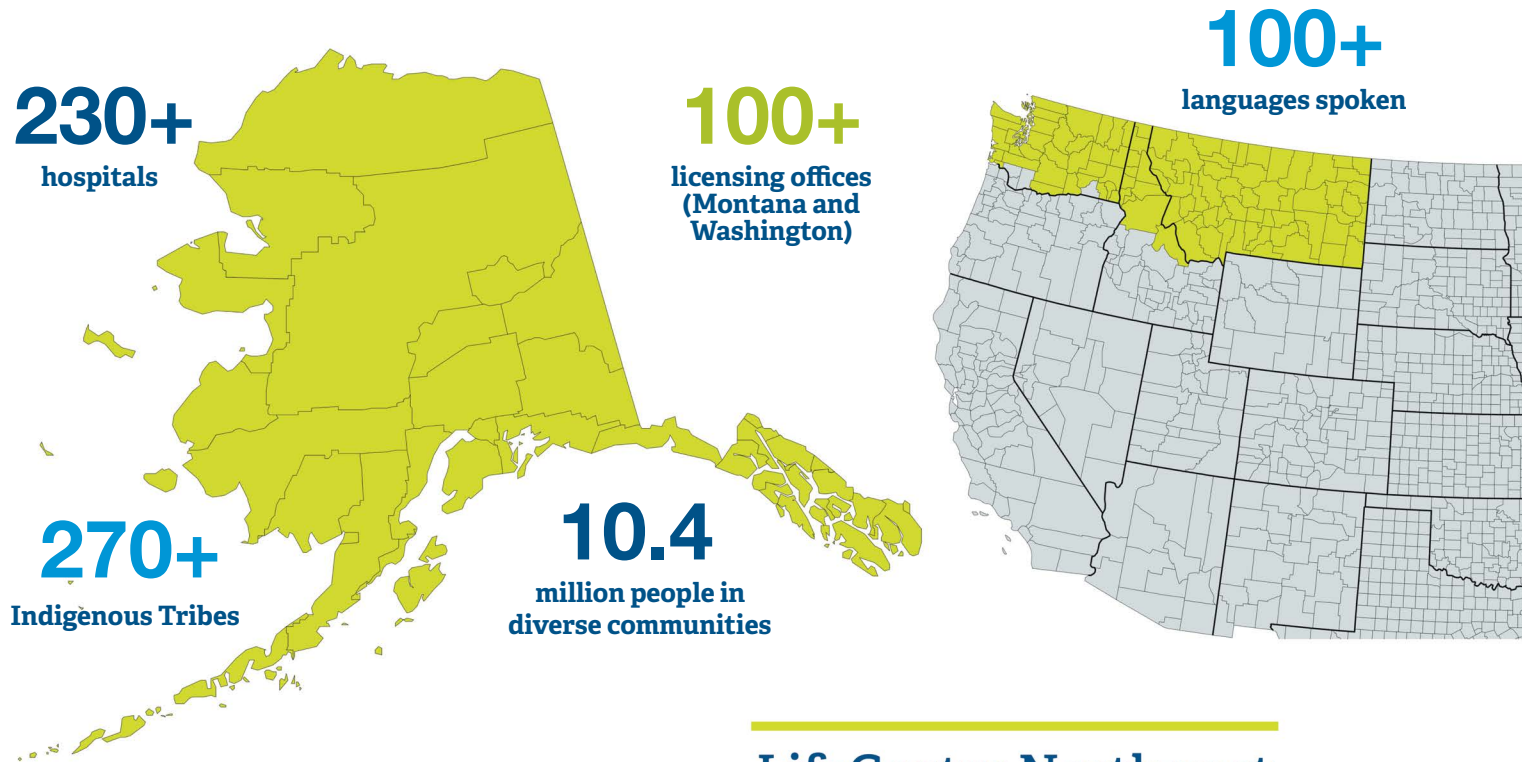 100+
languages spoken
230+
hospitals
100+
licensing offices
(Montana and
Washington)
270+
Indigenous Tribes
10.4
million people in
diverse communities